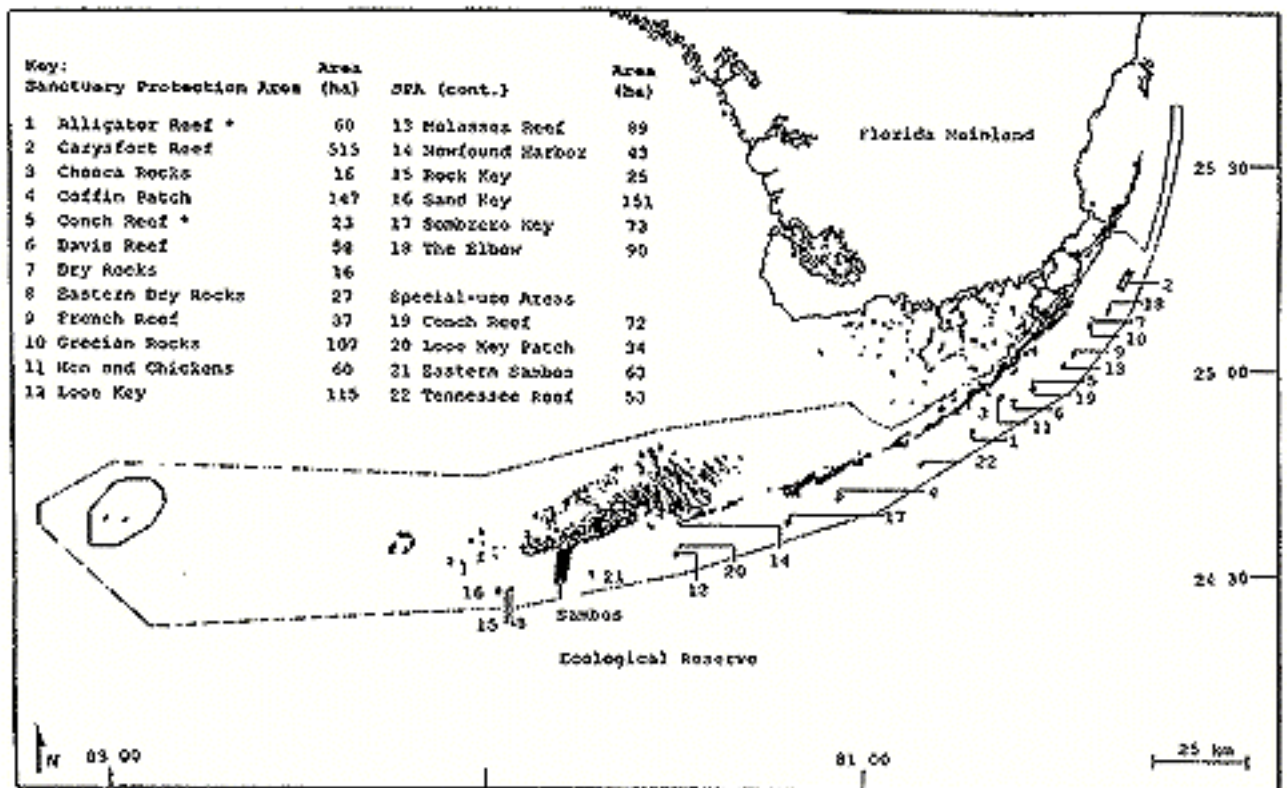 Key:
Sanctuary Protection Area
Area
(ha)
SPA (cont.)
Area
(ha)
1 Alligator Reef * 60
2 Carysfort Reef 515
3 Cheeca Rocks 16
4 Coffin Patch 147
5 Conch Reef * 23
6 Davis Reef
7 Dry Rocks 16
8 Eastern Dry Rocks 27
9 French Reef 37
10 Grecian Rocks
11 Hen and Chickens 60
12 Looe Key 115
13 Molasses Reef 89
14 Newfound Harbor 43
15 Rock Key 25
16 Sand Key 151
17 Sombrero Key 73
18 The Elbow 90
Special-use Areas
19 Conch Reef 72
20 Looe Key Patch 34
21 Eastern Sambos 63
22 Tennessee Reef 53
Florida Mainland
25 30
2
18
7
10
9
13
25 00
5
19
3
6
11
1
22
4
17
14
20
12
21
24 30
16
15
8
Sambos
Ecological Reserve
N
83 00
81 00
25 km